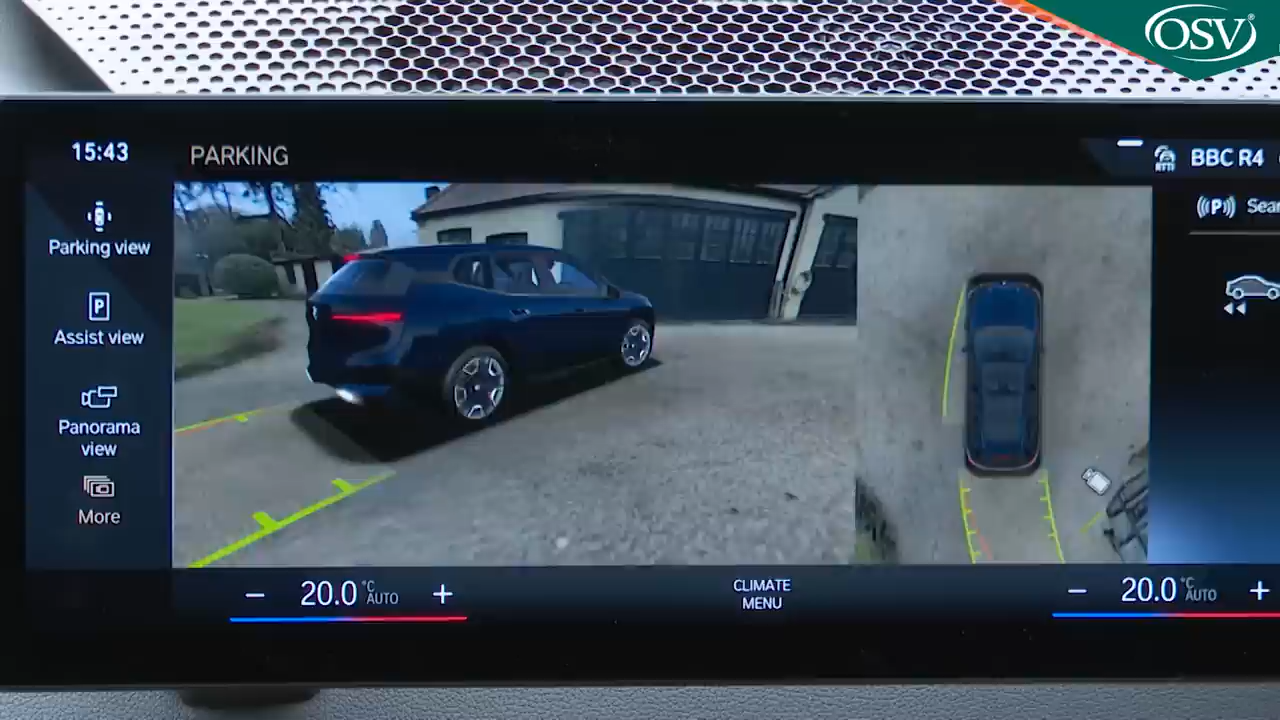 OSV®
15:43
PARKING
RTTI
BBC R4
Parking view
P
Assist view
Panorama
view
More
((P))
− 20.0 °C AUTO +
CLIMATE
MENU
− 20.0 °C AUTO +